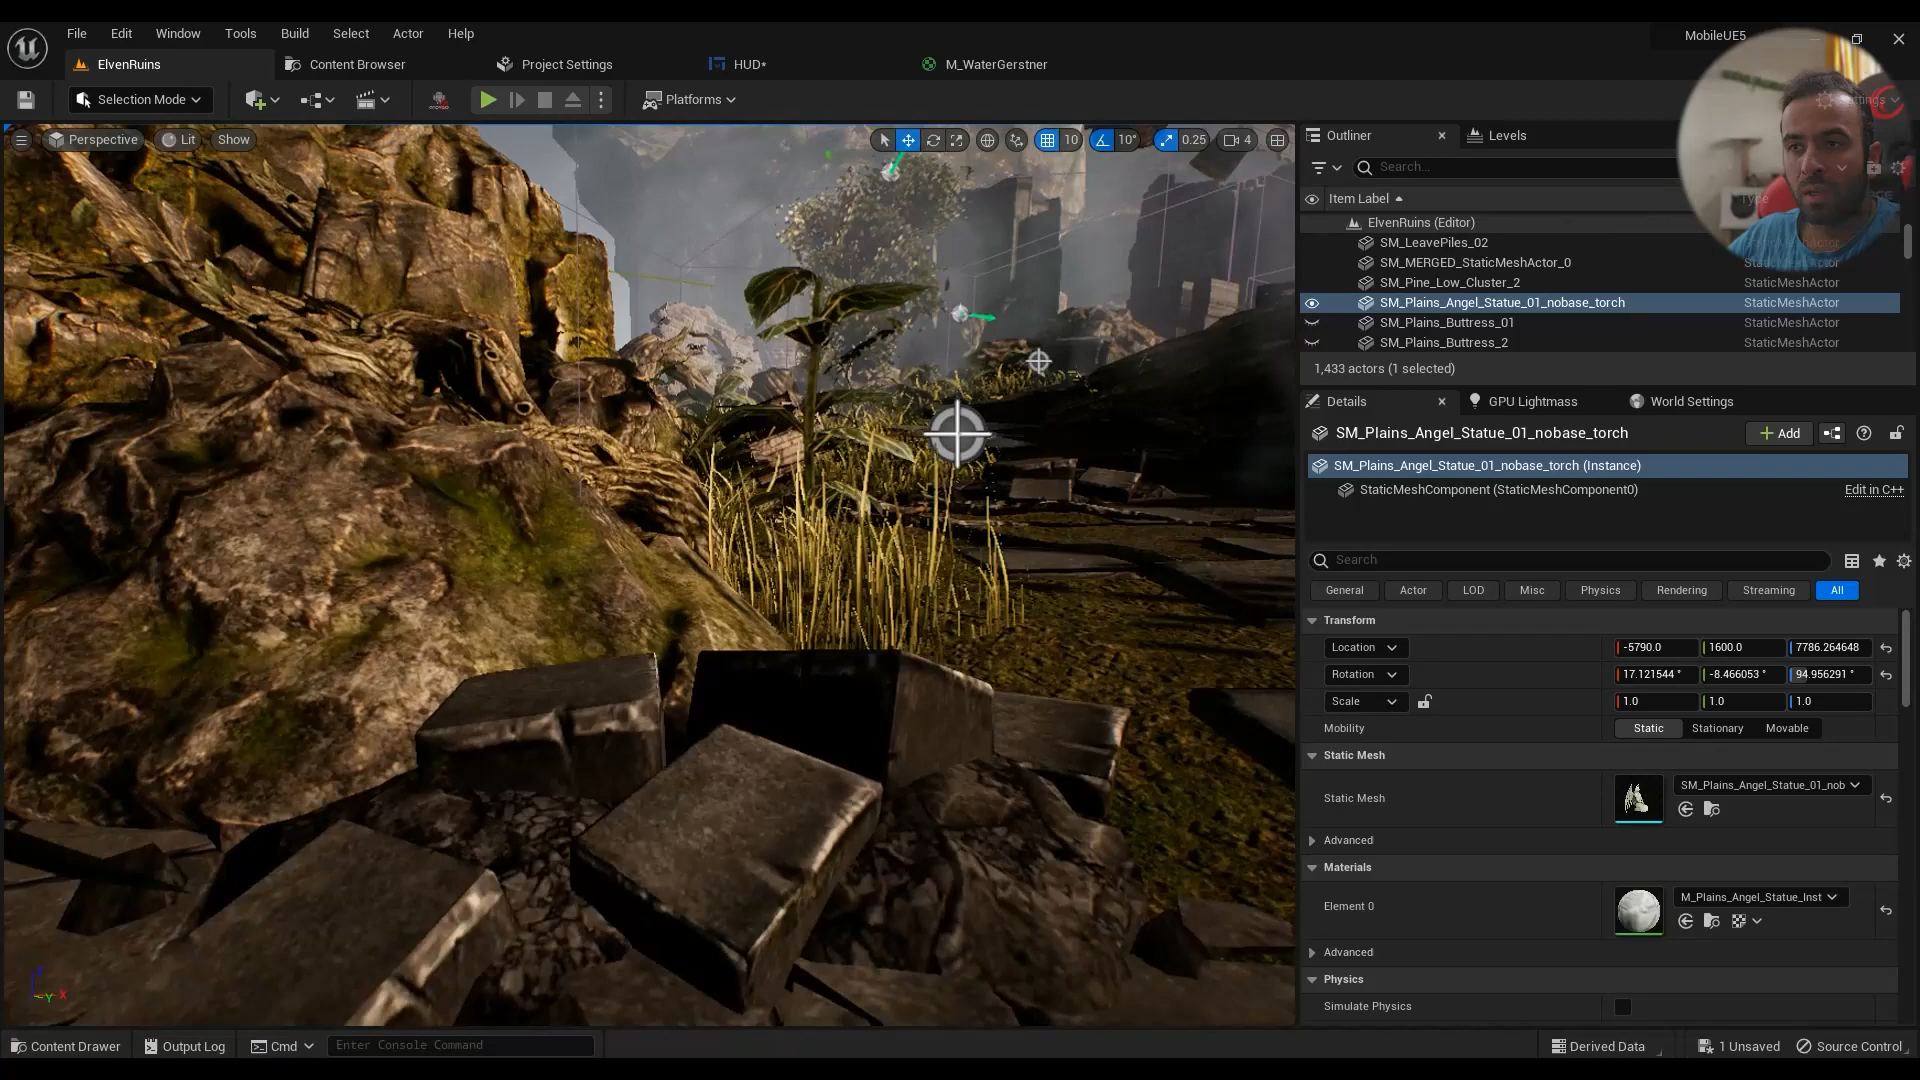 File Edit Window Tools Build Select Actor Help MobileUE5
ElvenRuins Content Browser Project Settings HUD* M_WaterGerstner
Selection Mode Platforms Settings
Perspective Lit Show 10 10° 0.25 4
Outliner Levels
Search...
Item Label Type
ElvenRuins (Editor)
SM_LeavePiles_02 StaticMeshActor
SM_MERGED_StaticMeshActor_0 StaticMeshActor
SM_Pine_Low_Cluster_2 StaticMeshActor
SM_Plains_Angel_Statue_01_nobase_torch StaticMeshActor
SM_Plains_Buttress_01 StaticMeshActor
SM_Plains_Buttress_2 StaticMeshActor
1,433 actors (1 selected)
Details GPU Lightmass World Settings
SM_Plains_Angel_Statue_01_nobase_torch Add
SM_Plains_Angel_Statue_01_nobase_torch (Instance)
StaticMeshComponent (StaticMeshComponent0) Edit in C++
Search
General Actor LOD Misc Physics Rendering Streaming All
Transform
Location -5790.0 1600.0 7786.264648
Rotation 17.121544 ° -8.466053 ° 94.956291 °
Scale 1.0 1.0 1.0
Mobility Static Stationary Movable
Static Mesh
Static Mesh SM_Plains_Angel_Statue_01_nob
Advanced
Materials
Element 0 M_Plains_Angel_Statue_Inst
Advanced
Physics
Simulate Physics
X
Y
Content Drawer Output Log Cmd Enter Console Command Derived Data 1 Unsaved Source Control